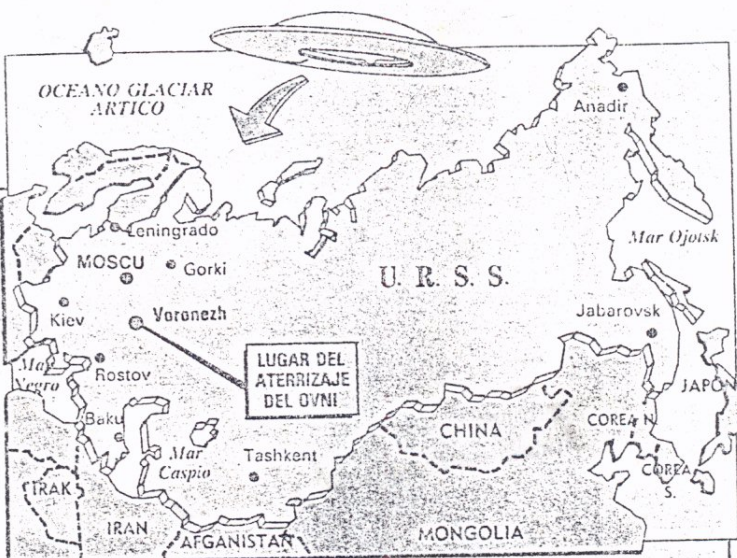 OCEANO GLACIAR
ARTICO
Anadir
Leningrado
MOSCU
Gorki
Mar Ojotsk
U. R. S. S.
Kiev
Voronezh
Jabarovsk
LUGAR DEL
ATERRIZAJE
DEL OVNI
Mar
Negro
Rostov
JAPON
Baku
Mar
Caspio
Tashkent
CHINA
COREA N.
COREA
S.
IRAK
IRAN
AFGANISTAN
MONGOLIA